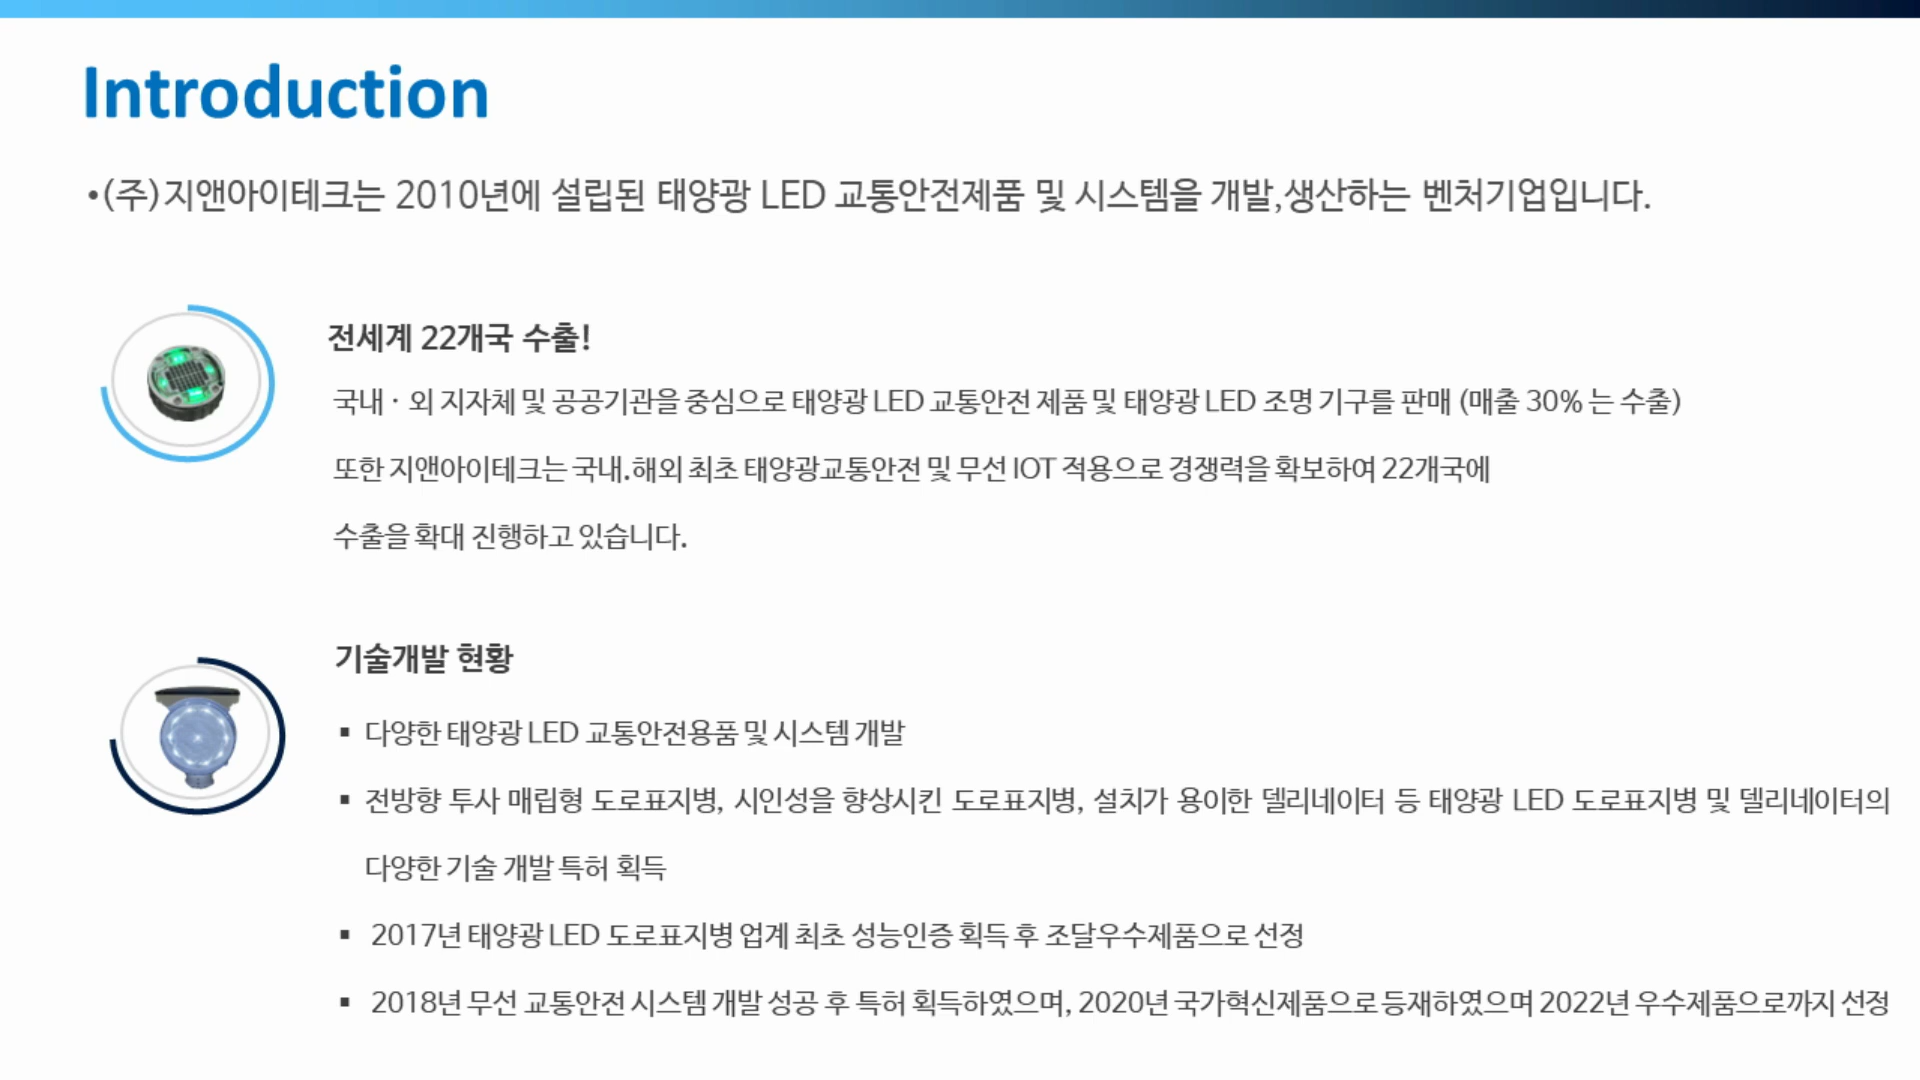 Introduction
•(주)지앤아이테크는 2010년에 설립된 태양광 LED 교통안전제품 및 시스템을 개발,생산하는 벤처기업입니다.
전세계 22개국 수출!
국내 · 외 지자체 및 공공기관을 중심으로 태양광 LED 교통안전 제품 및 태양광 LED 조명 기구를 판매 (매출 30% 는 수출)
또한 지앤아이테크는 국내.해외 최초 태양광교통안전 및 무선 IOT 적용으로 경쟁력을 확보하여 22개국에
수출을 확대 진행하고 있습니다.
기술개발 현황
▪ 다양한 태양광 LED 교통안전용품 및 시스템 개발
▪ 전방향 투사 매립형 도로표지병, 시인성을 향상시킨 도로표지병, 설치가 용이한 델리네이터 등 태양광 LED 도로표지병 및 델리네이터의
다양한 기술 개발 특허 획득
▪ 2017년 태양광 LED 도로표지병 업계 최초 성능인증 획득 후 조달우수제품으로 선정
▪ 2018년 무선 교통안전 시스템 개발 성공 후 특허 획득하였으며, 2020년 국가혁신제품으로 등재하였으며 2022년 우수제품으로까지 선정